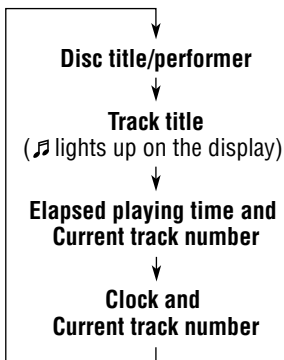 Disc title/performer
Track title
(♫ lights up on the display)
Elapsed playing time and
Current track number
Clock and
Current track number